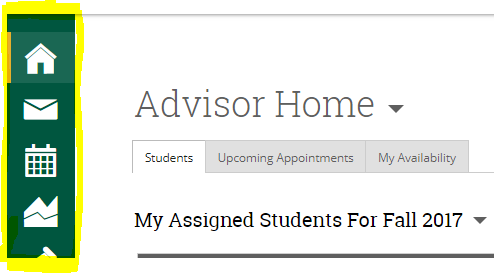 Advisor Home
Students Upcoming Appointments My Availability
My Assigned Students For Fall 2017